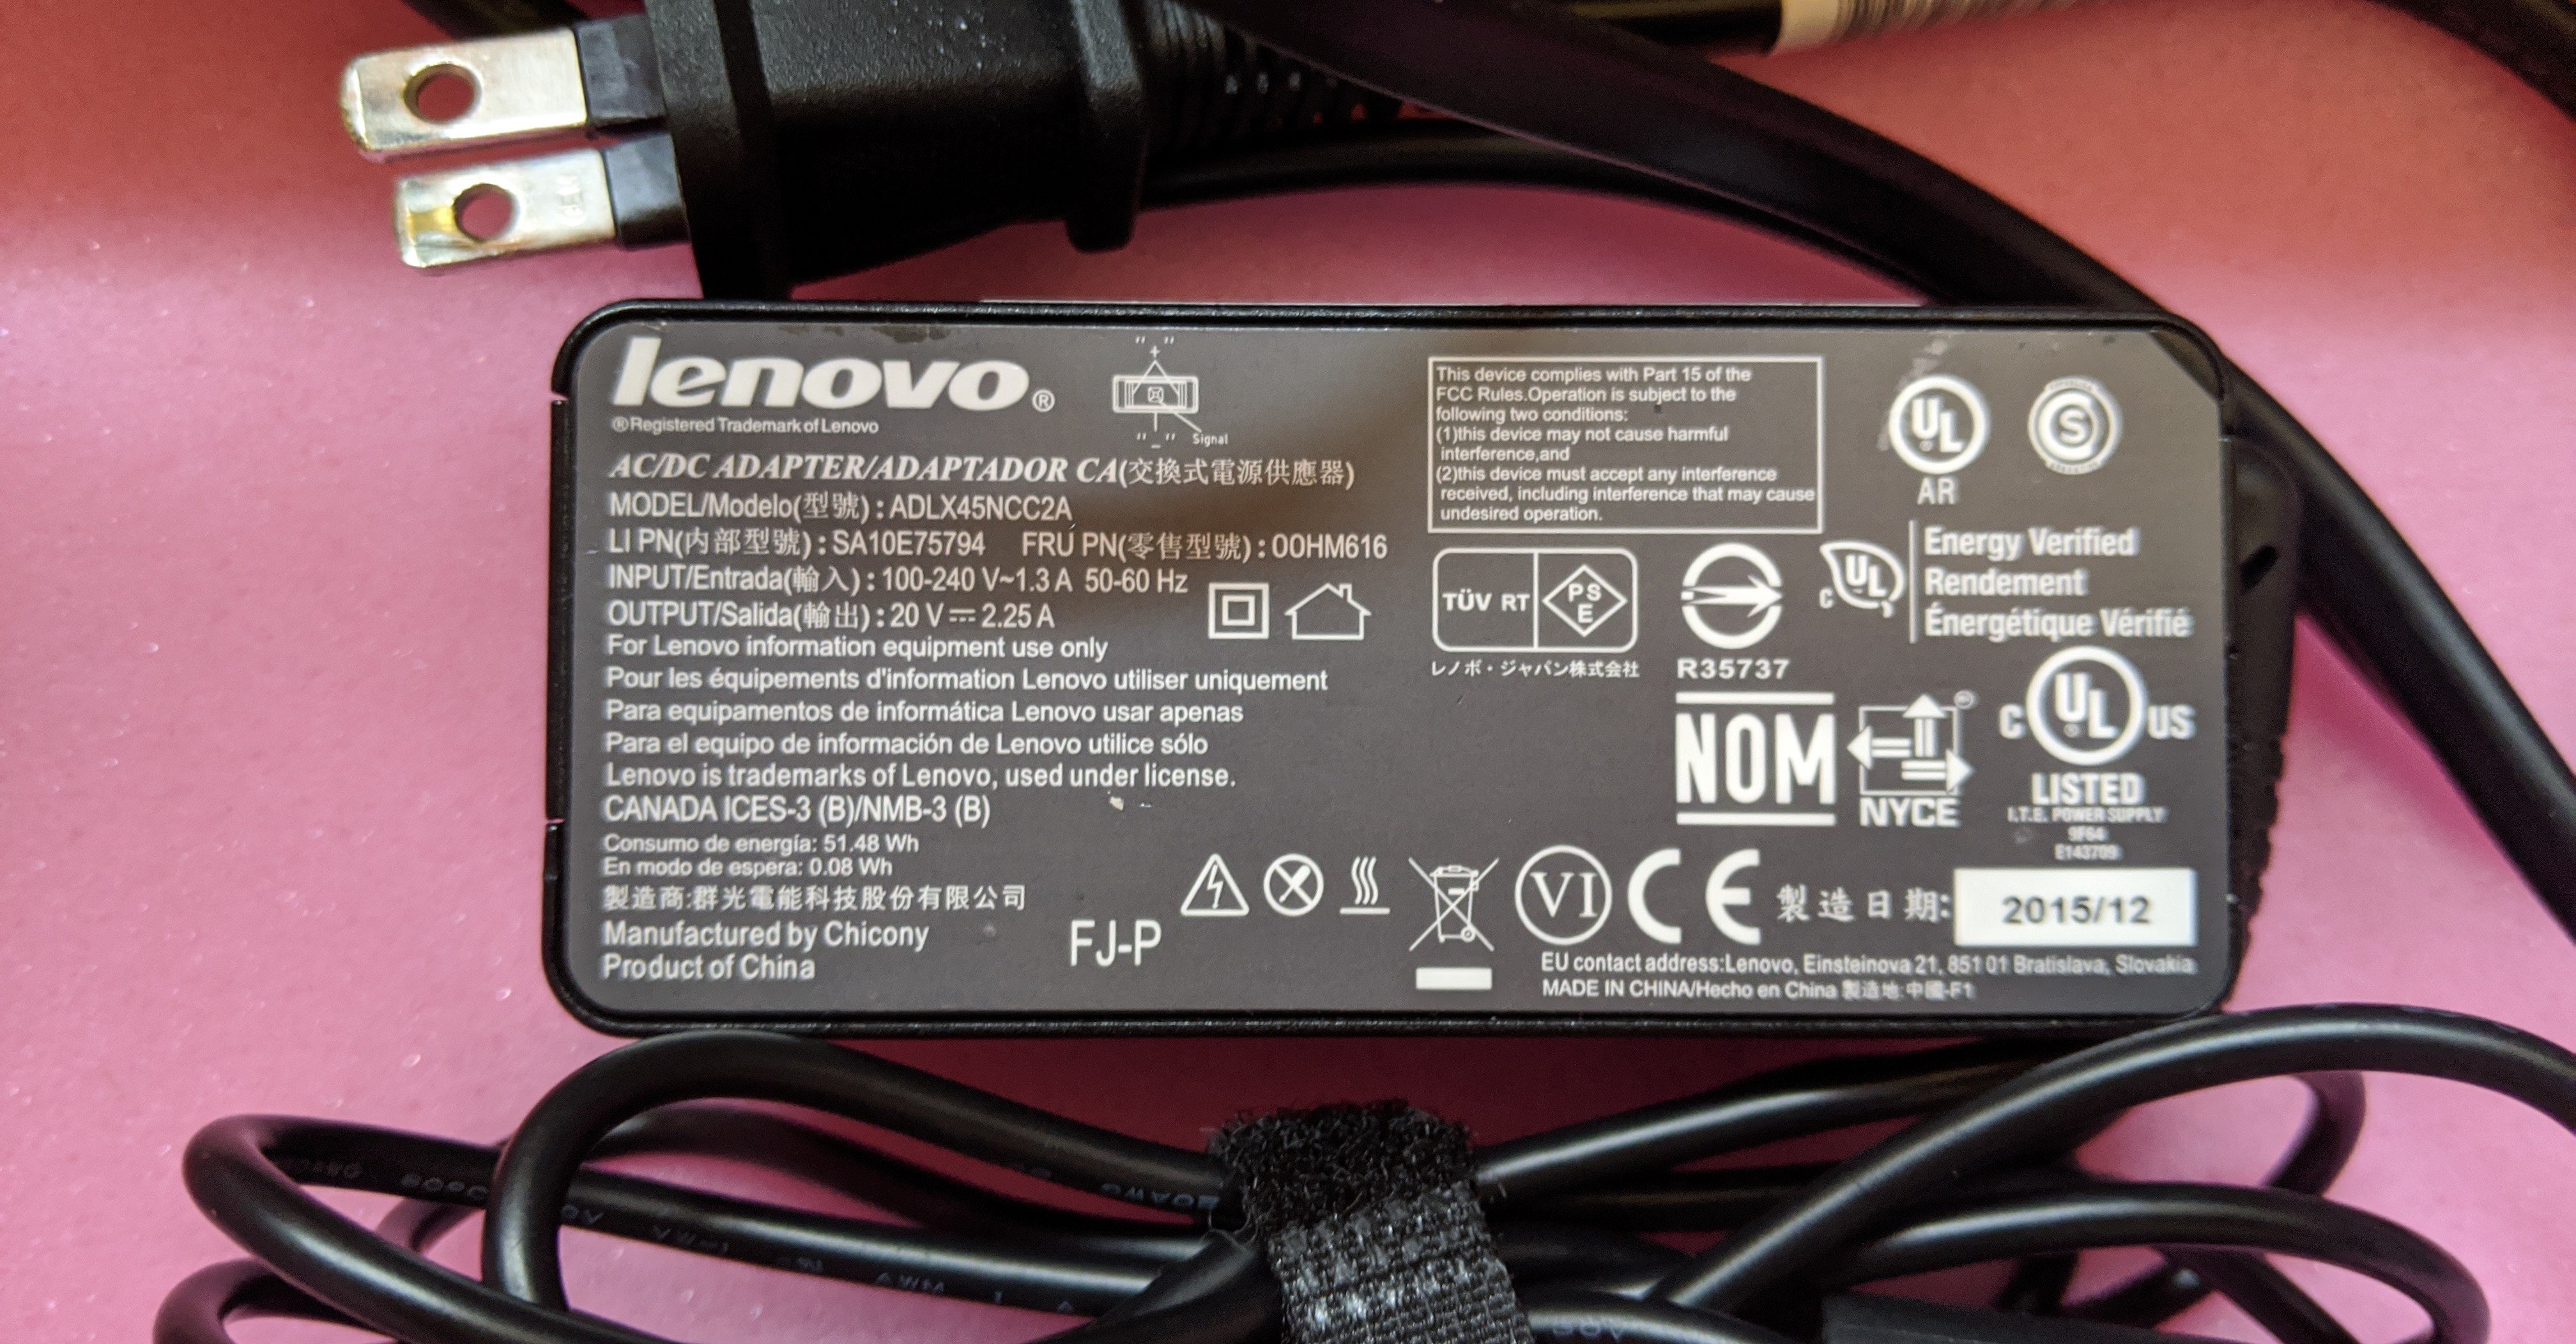 lenovo®
®Registered Trademark of Lenovo
"+"
"_" Signal
AC/DC ADAPTER/ADAPTADOR CA(交換式電源供應器)
MODEL/Modelo(型號) : ADLX45NCC2A
LI PN(内部型號) : SA10E75794 FRU PN(零售型號) : 00HM616
INPUT/Entrada(輸入) : 100-240 V~1.3 A 50-60 Hz
OUTPUT/Salida(輸出) : 20 V ⎓ 2.25 A
For Lenovo information equipment use only
Pour les équipements d'information Lenovo utiliser uniquement
Para equipamentos de informática Lenovo usar apenas
Para el equipo de información de Lenovo utilice sólo
Lenovo is trademarks of Lenovo, used under license.
CANADA ICES-3 (B)/NMB-3 (B)
Consumo de energía: 51.48 Wh
En modo de espera: 0.08 Wh
製造商:群光電能科技股份有限公司
Manufactured by Chicony
Product of China
FJ-P
This device complies with Part 15 of the
FCC Rules.Operation is subject to the
following two conditions:
(1)this device may not cause harmful
interference,and
(2)this device must accept any interference
received, including interference that may cause
undesired operation.
UL
AR
S
TÜV RT
PS
E
レノボ・ジャパン株式会社
R35737
C UL
Energy Verified
Rendement
Énergétique Vérifié
NOM
NYCE
C UL US
LISTED
I.T.E. POWER SUPPLY
9F64
E143709
VI
CE
製造日期: 2015/12
EU contact address:Lenovo, Einsteinova 21, 851 01 Bratislava, Slovakia
MADE IN CHINA/Hecho en China 製造地:中國-F1